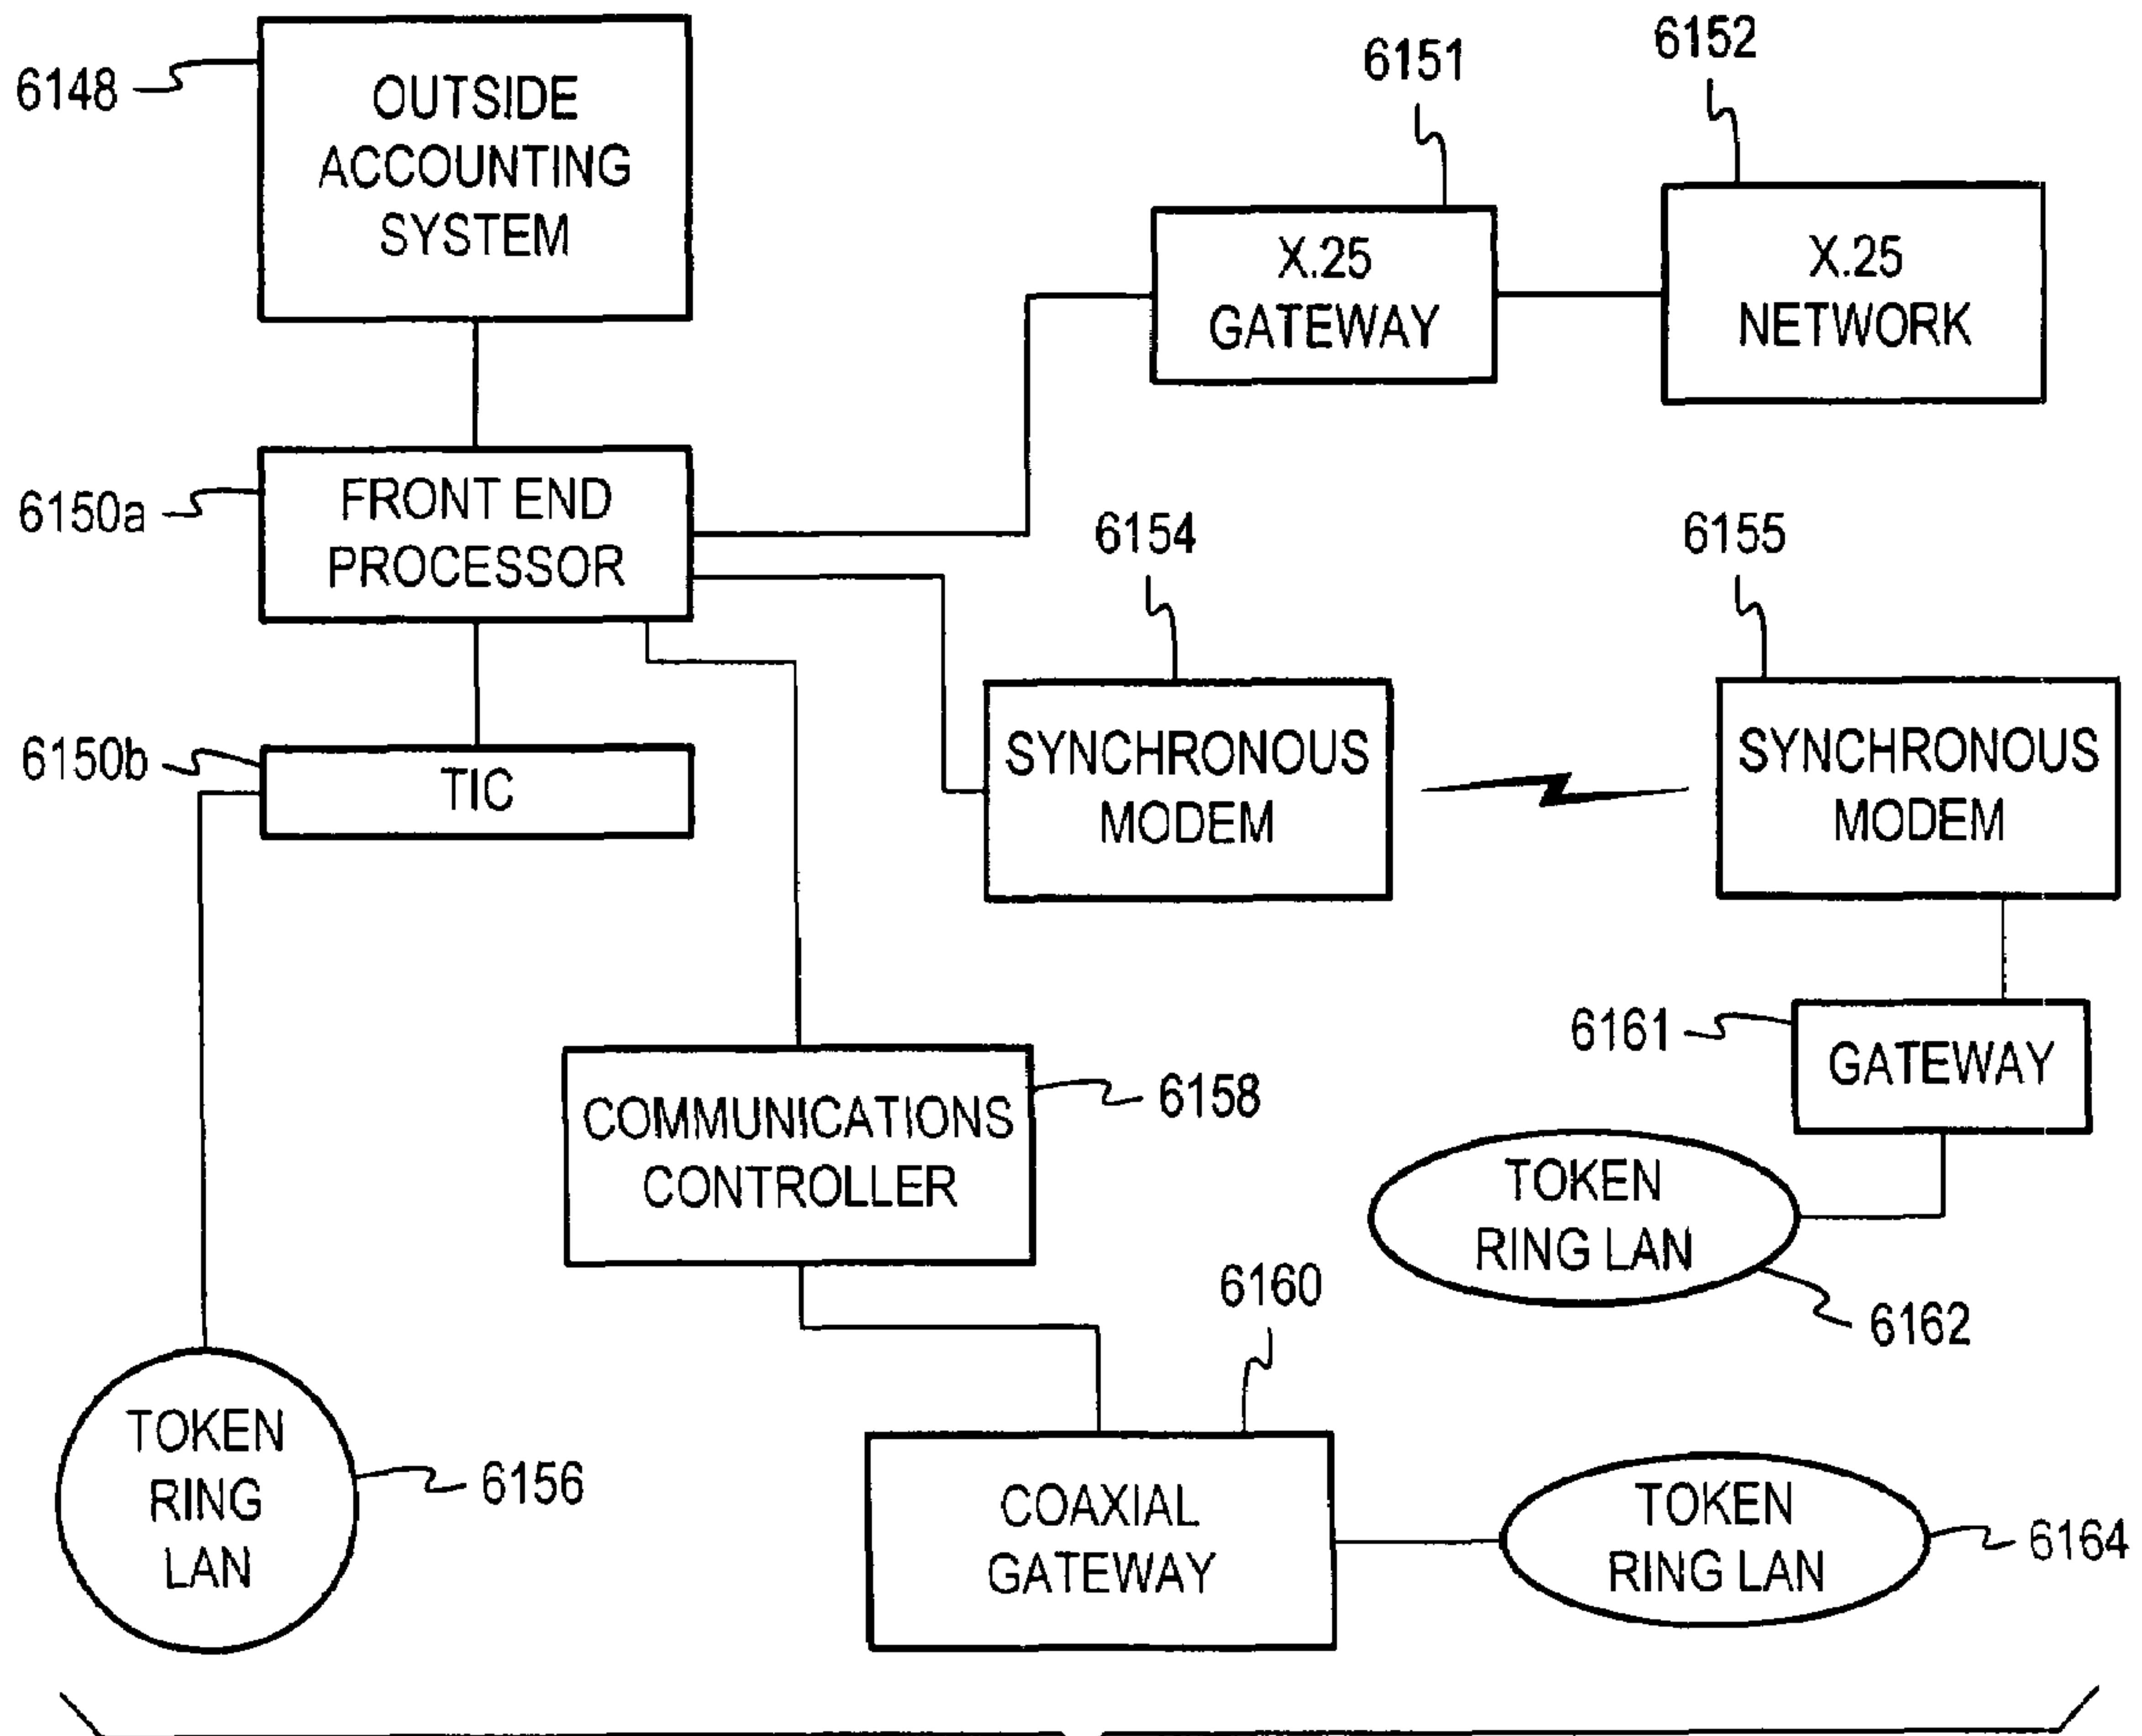 6148
OUTSIDE
ACCOUNTING
SYSTEM
6151
6152
X.25
GATEWAY
X.25
NETWORK
6150a
FRONT END
PROCESSOR
6154
6155
6150b
TIC
SYNCHRONOUS
MODEM
SYNCHRONOUS
MODEM
6161
GATEWAY
COMMUNICATIONS
CONTROLLER
6158
TOKEN
RING LAN
6162
6160
TOKEN
RING
LAN
6156
COAXIAL
GATEWAY
TOKEN
RING LAN
6164